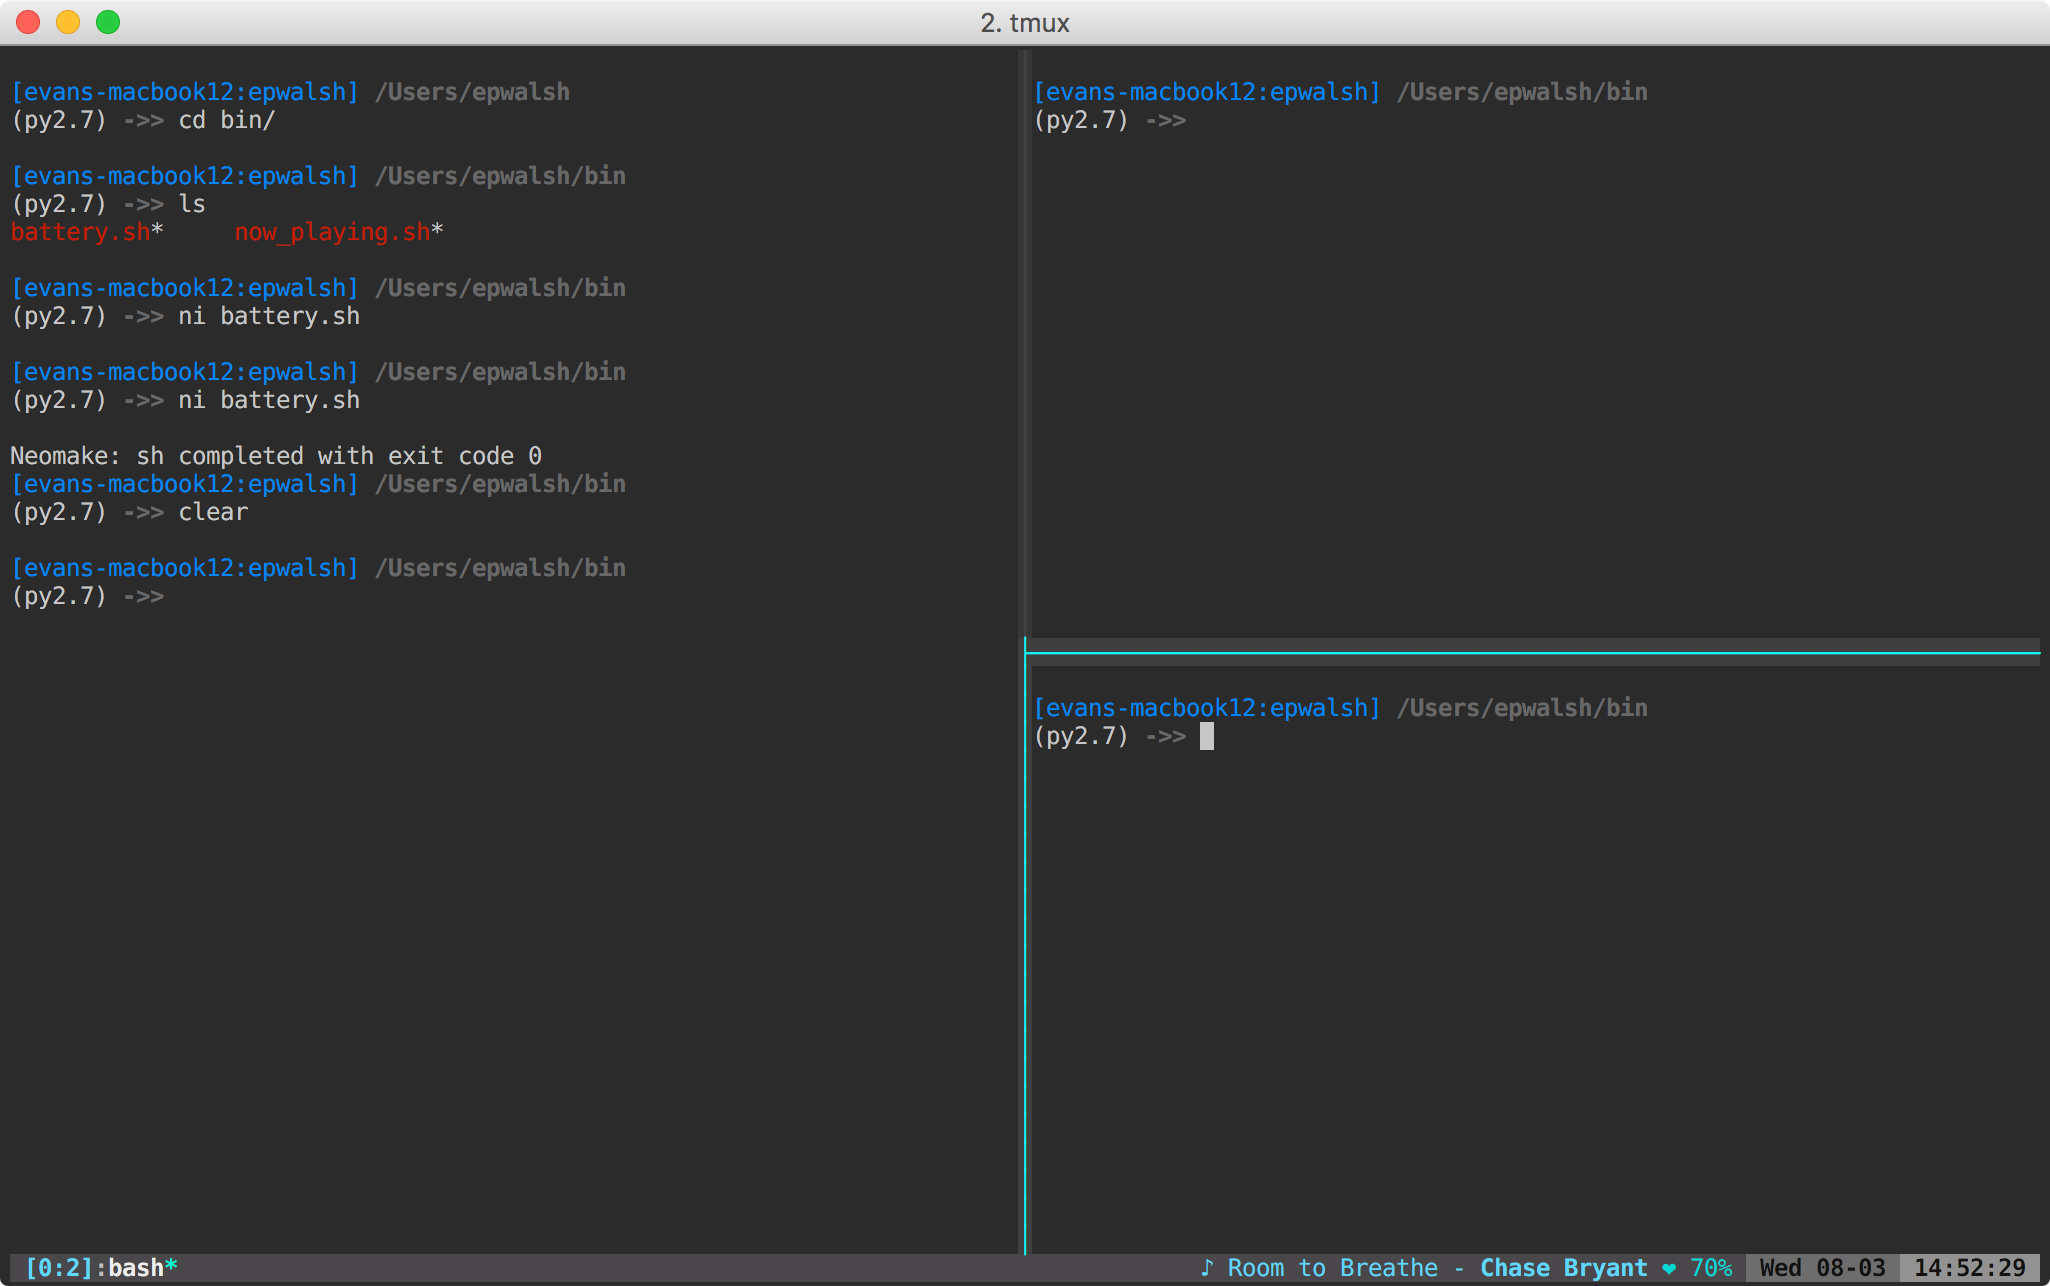 2. tmux
[evans-macbook12:epwalsh] /Users/epwalsh
(py2.7) ->> cd bin/
[evans-macbook12:epwalsh] /Users/epwalsh/bin
(py2.7) ->> ls
battery.sh* now_playing.sh*
[evans-macbook12:epwalsh] /Users/epwalsh/bin
(py2.7) ->> ni battery.sh
[evans-macbook12:epwalsh] /Users/epwalsh/bin
(py2.7) ->> ni battery.sh
Neomake: sh completed with exit code 0
[evans-macbook12:epwalsh] /Users/epwalsh/bin
(py2.7) ->> clear
[evans-macbook12:epwalsh] /Users/epwalsh/bin
(py2.7) ->>
[evans-macbook12:epwalsh] /Users/epwalsh/bin
(py2.7) ->>
[evans-macbook12:epwalsh] /Users/epwalsh/bin
(py2.7) ->>
[0:2]:bash* ♪ Room to Breathe - Chase Bryant ❤ 70% Wed 08-03 14:52:29